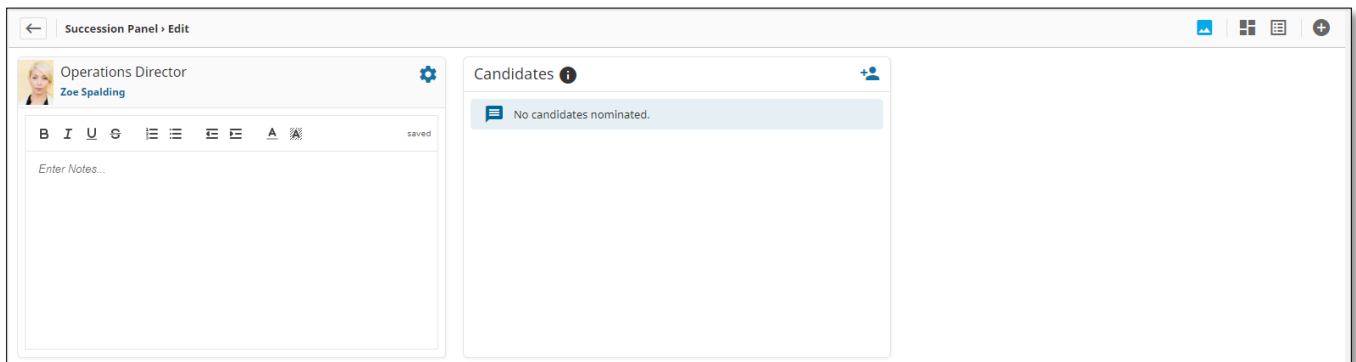 Succession Panel › Edit
Operations Director
Zoe Spalding
B I U S A A saved
Enter Notes...
Candidates i
No candidates nominated.